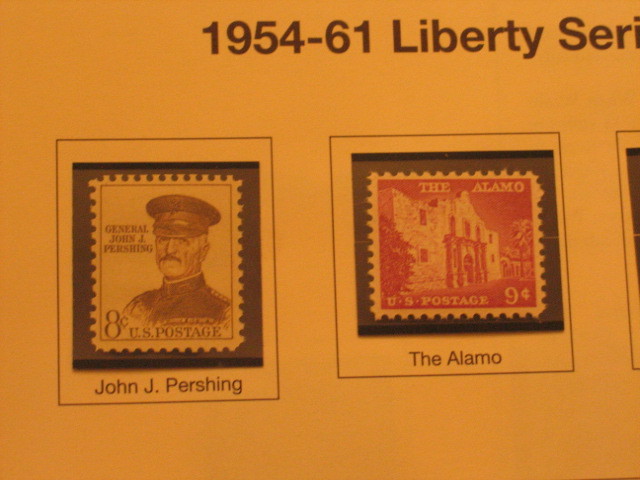 1954-61 Liberty Seri
GENERAL
JOHN J.
PERSHING
8¢ U.S. POSTAGE
John J. Pershing
THE ALAMO
U·S·POSTAGE 9¢
The Alamo